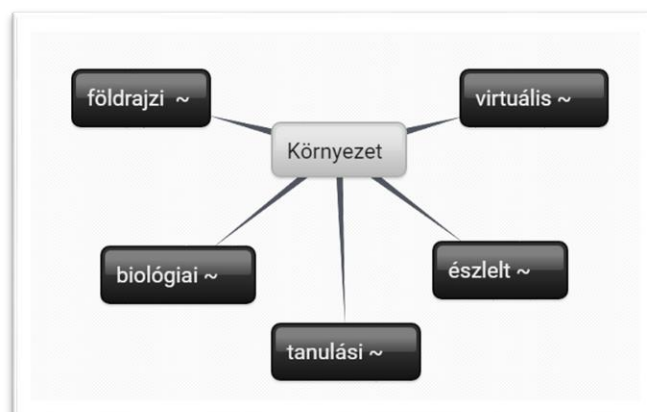 földrajzi ~
virtuális ~
Környezet
biológiai ~
észlelt ~
tanulási ~